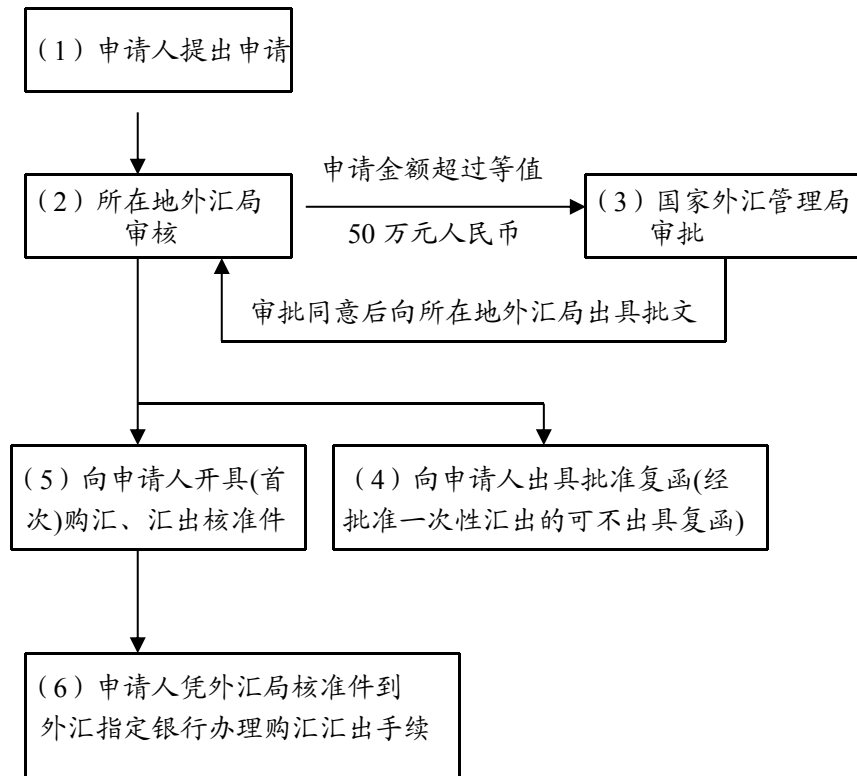 （1）申请人提出申请
（2）所在地外汇局
审核
申请金额超过等值
50 万元人民币
（3）国家外汇管理局
审批
审批同意后向所在地外汇局出具批文
（5）向申请人开具(首
次)购汇、汇出核准件
（4）向申请人出具批准复函(经
批准一次性汇出的可不出具复函)
（6）申请人凭外汇局核准件到
外汇指定银行办理购汇汇出手续